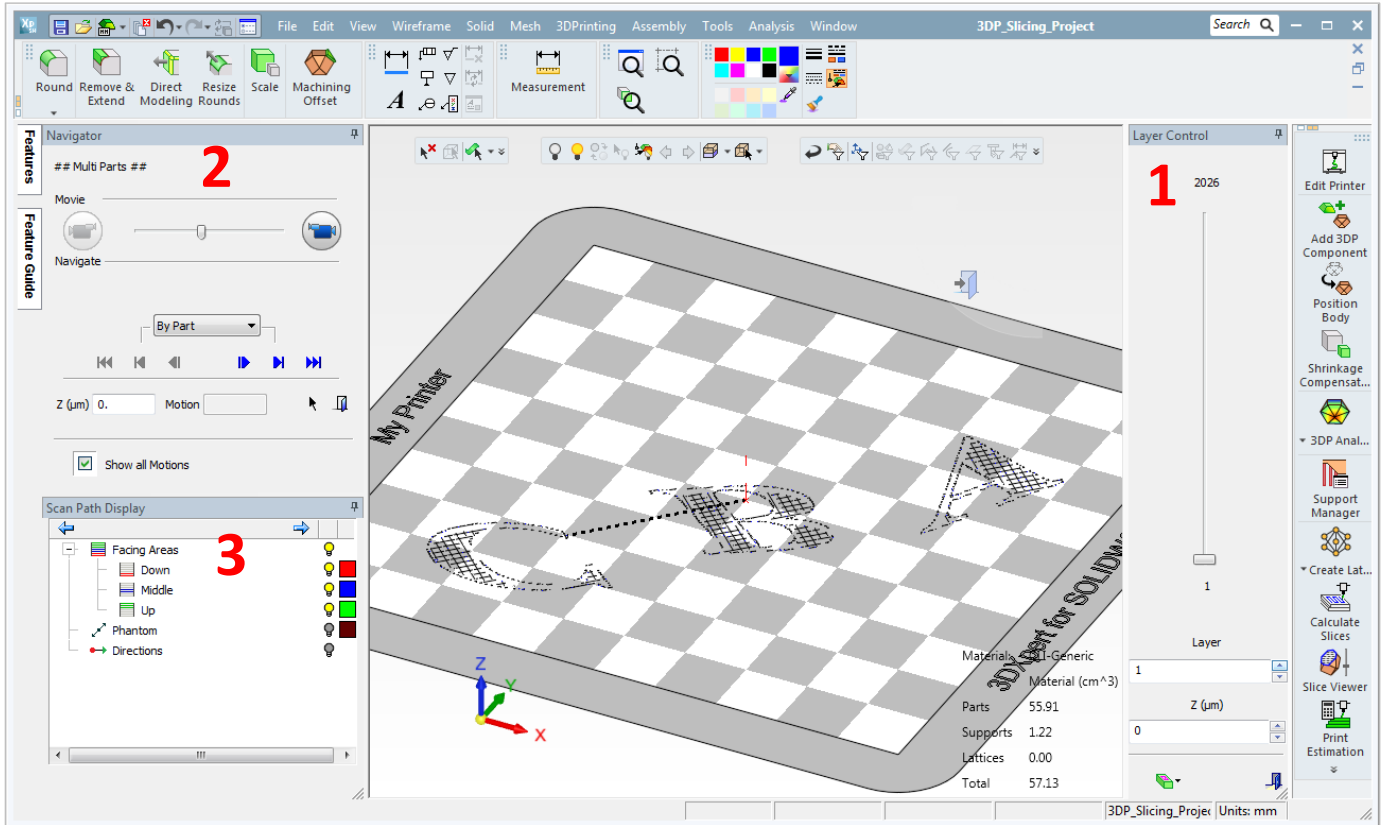 Xp
File Edit View Wireframe Solid Mesh 3DPrinting Assembly Tools Analysis Window
3DP_Slicing_Project
Search
Round
Remove & Extend
Direct Modeling
Resize Rounds
Scale
Machining Offset
A
Measurement
Features
Feature Guide
Navigator
## Multi Parts ##
2
Movie
Navigate
By Part
Z (µm) 0.
Motion
Show all Motions
Scan Path Display
3
Facing Areas
Down
Middle
Up
Phantom
Directions
My Printer
C
B
A
Z
Y
X
Material:
-Generic
Material (cm^3)
Parts 55.91
Supports 1.22
Lattices 0.00
Total 57.13
Layer Control
1
2026
1
Layer
1
Z (µm)
0
Edit Printer
Add 3DP
Component
Position
Body
Shrinkage
Compensat...
3DP Anal...
Support
Manager
Create Lat...
Calculate
Slices
Slice Viewer
Print
Estimation
3DP_Slicing_Projec
Units: mm